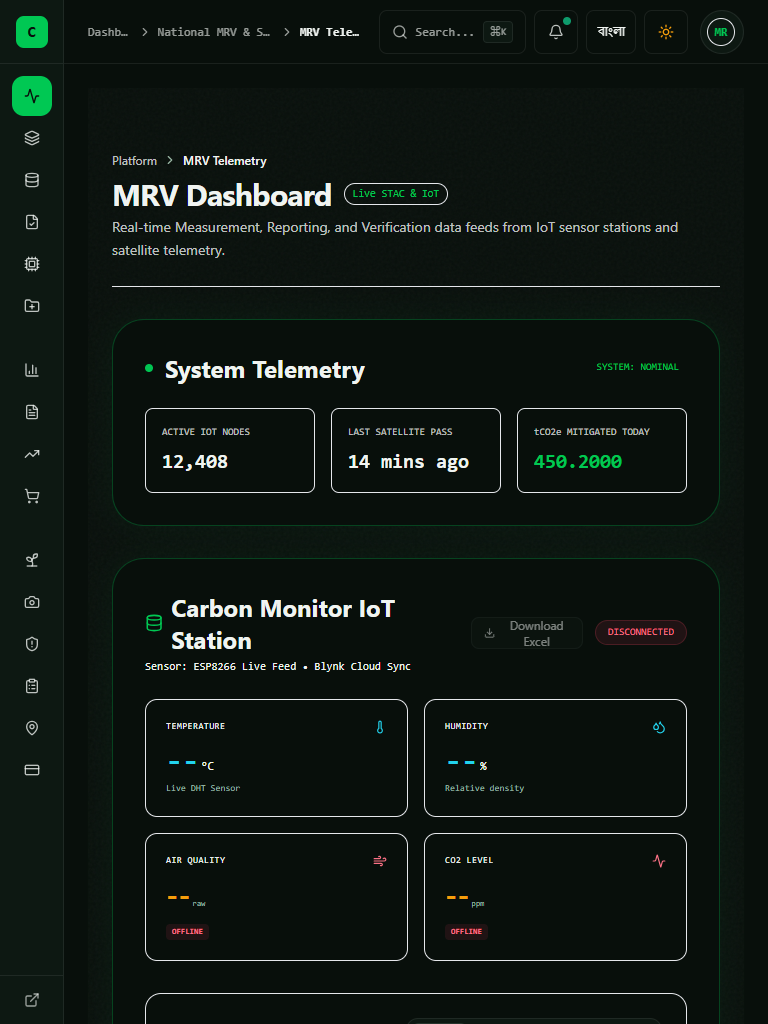 C
Dashb…
National MRV & S…
MRV Tele…
Search...
⌘K
বাংলা
MR
Platform
MRV Telemetry
MRV Dashboard
Live STAC & IoT
Real-time Measurement, Reporting, and Verification data feeds from IoT sensor stations and
satellite telemetry.
System Telemetry
SYSTEM: NOMINAL
ACTIVE IOT NODES
12,408
LAST SATELLITE PASS
14 mins ago
tCO2e MITIGATED TODAY
450.2000
Carbon Monitor IoT
Station
Download
Excel
DISCONNECTED
Sensor: ESP8266 Live Feed • Blynk Cloud Sync
TEMPERATURE
-- °C
Live DHT Sensor
HUMIDITY
-- %
Relative density
AIR QUALITY
-- raw
OFFLINE
CO2 LEVEL
-- ppm
OFFLINE